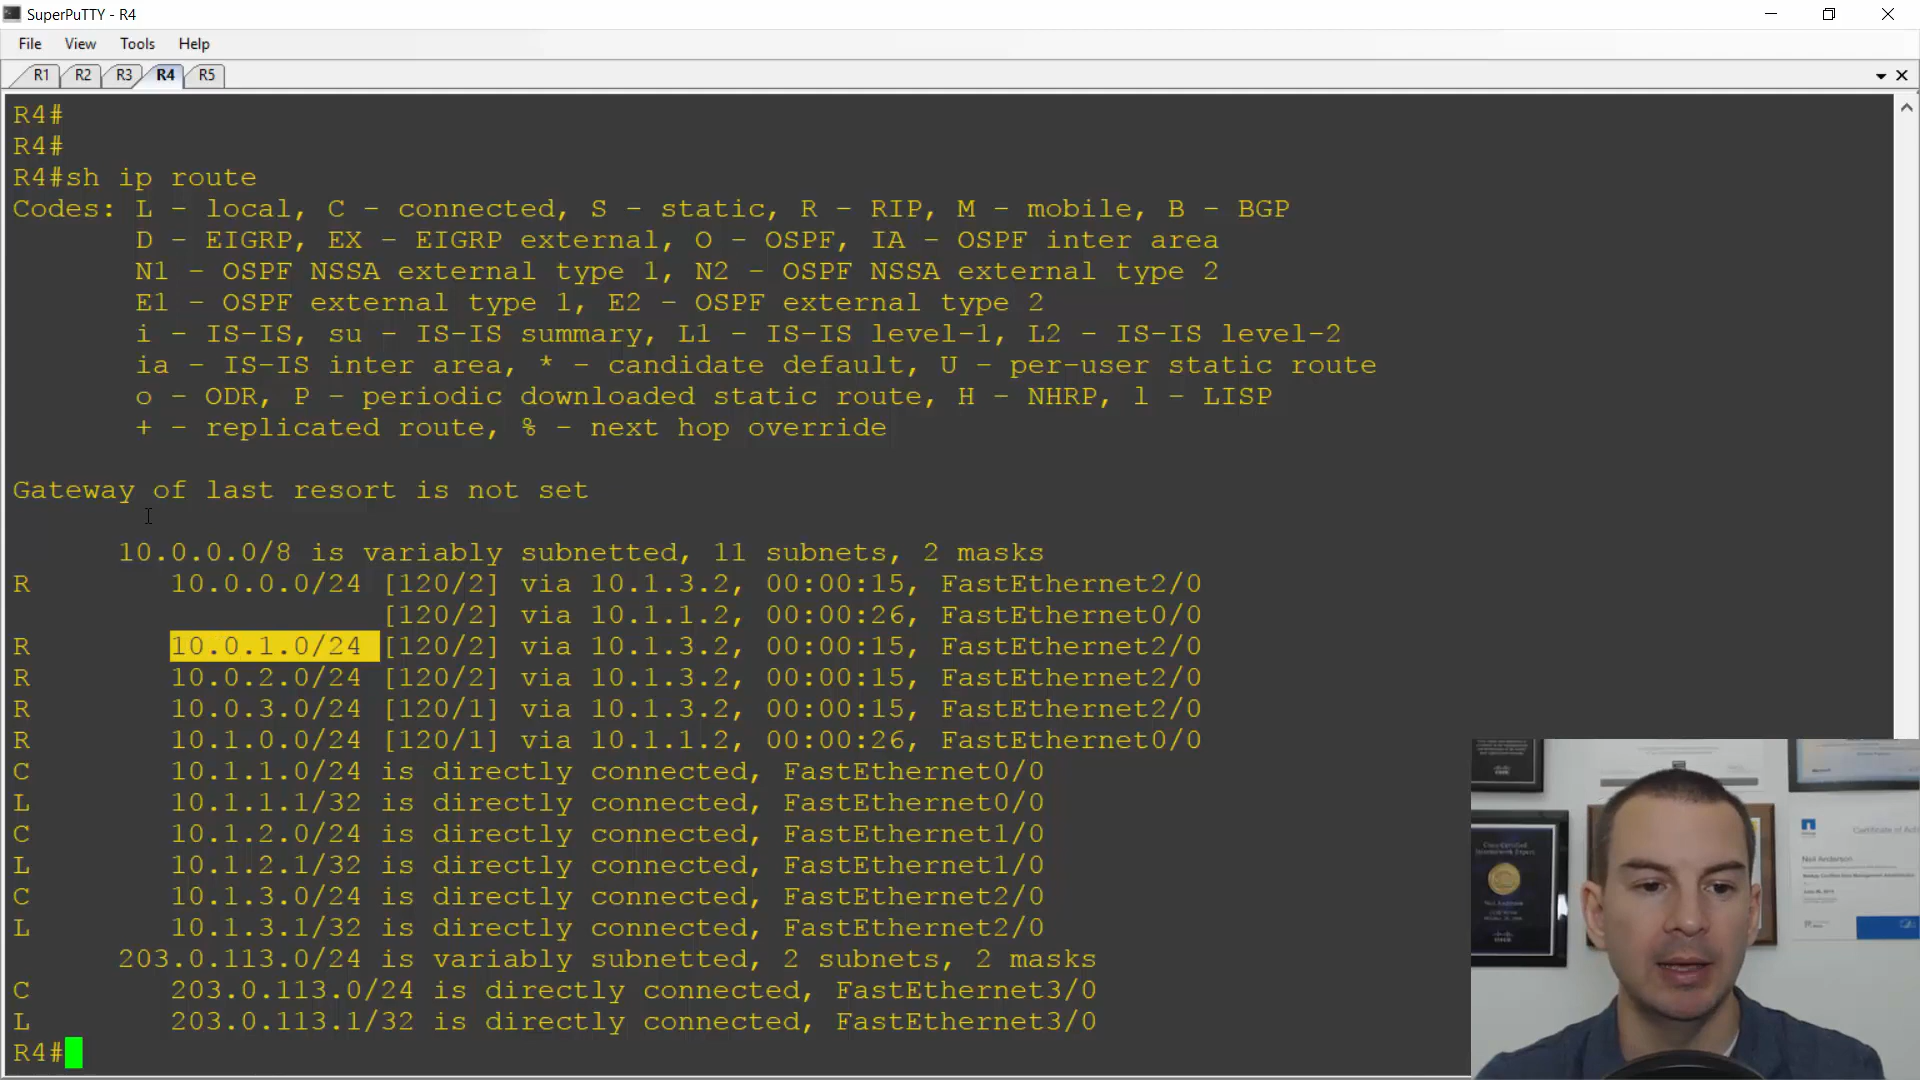 SuperPuTTY - R4
File View Tools Help
R1 R2 R3 R4 R5
R4#
R4#
R4#sh ip route
Codes: L - local, C - connected, S - static, R - RIP, M - mobile, B - BGP
D - EIGRP, EX - EIGRP external, O - OSPF, IA - OSPF inter area
N1 - OSPF NSSA external type 1, N2 - OSPF NSSA external type 2
E1 - OSPF external type 1, E2 - OSPF external type 2
i - IS-IS, su - IS-IS summary, L1 - IS-IS level-1, L2 - IS-IS level-2
ia - IS-IS inter area, * - candidate default, U - per-user static route
o - ODR, P - periodic downloaded static route, H - NHRP, l - LISP
+ - replicated route, % - next hop override
Gateway of last resort is not set
10.0.0.0/8 is variably subnetted, 11 subnets, 2 masks
R 10.0.0.0/24 [120/2] via 10.1.3.2, 00:00:15, FastEthernet2/0
[120/2] via 10.1.1.2, 00:00:26, FastEthernet0/0
R 10.0.1.0/24 [120/2] via 10.1.3.2, 00:00:15, FastEthernet2/0
R 10.0.2.0/24 [120/2] via 10.1.3.2, 00:00:15, FastEthernet2/0
R 10.0.3.0/24 [120/1] via 10.1.3.2, 00:00:15, FastEthernet2/0
R 10.1.0.0/24 [120/1] via 10.1.1.2, 00:00:26, FastEthernet0/0
C 10.1.1.0/24 is directly connected, FastEthernet0/0
L 10.1.1.1/32 is directly connected, FastEthernet0/0
C 10.1.2.0/24 is directly connected, FastEthernet1/0
L 10.1.2.1/32 is directly connected, FastEthernet1/0
C 10.1.3.0/24 is directly connected, FastEthernet2/0
L 10.1.3.1/32 is directly connected, FastEthernet2/0
203.0.113.0/24 is variably subnetted, 2 subnets, 2 masks
C 203.0.113.0/24 is directly connected, FastEthernet3/0
L 203.0.113.1/32 is directly connected, FastEthernet3/0
R4#
Neil Anderson